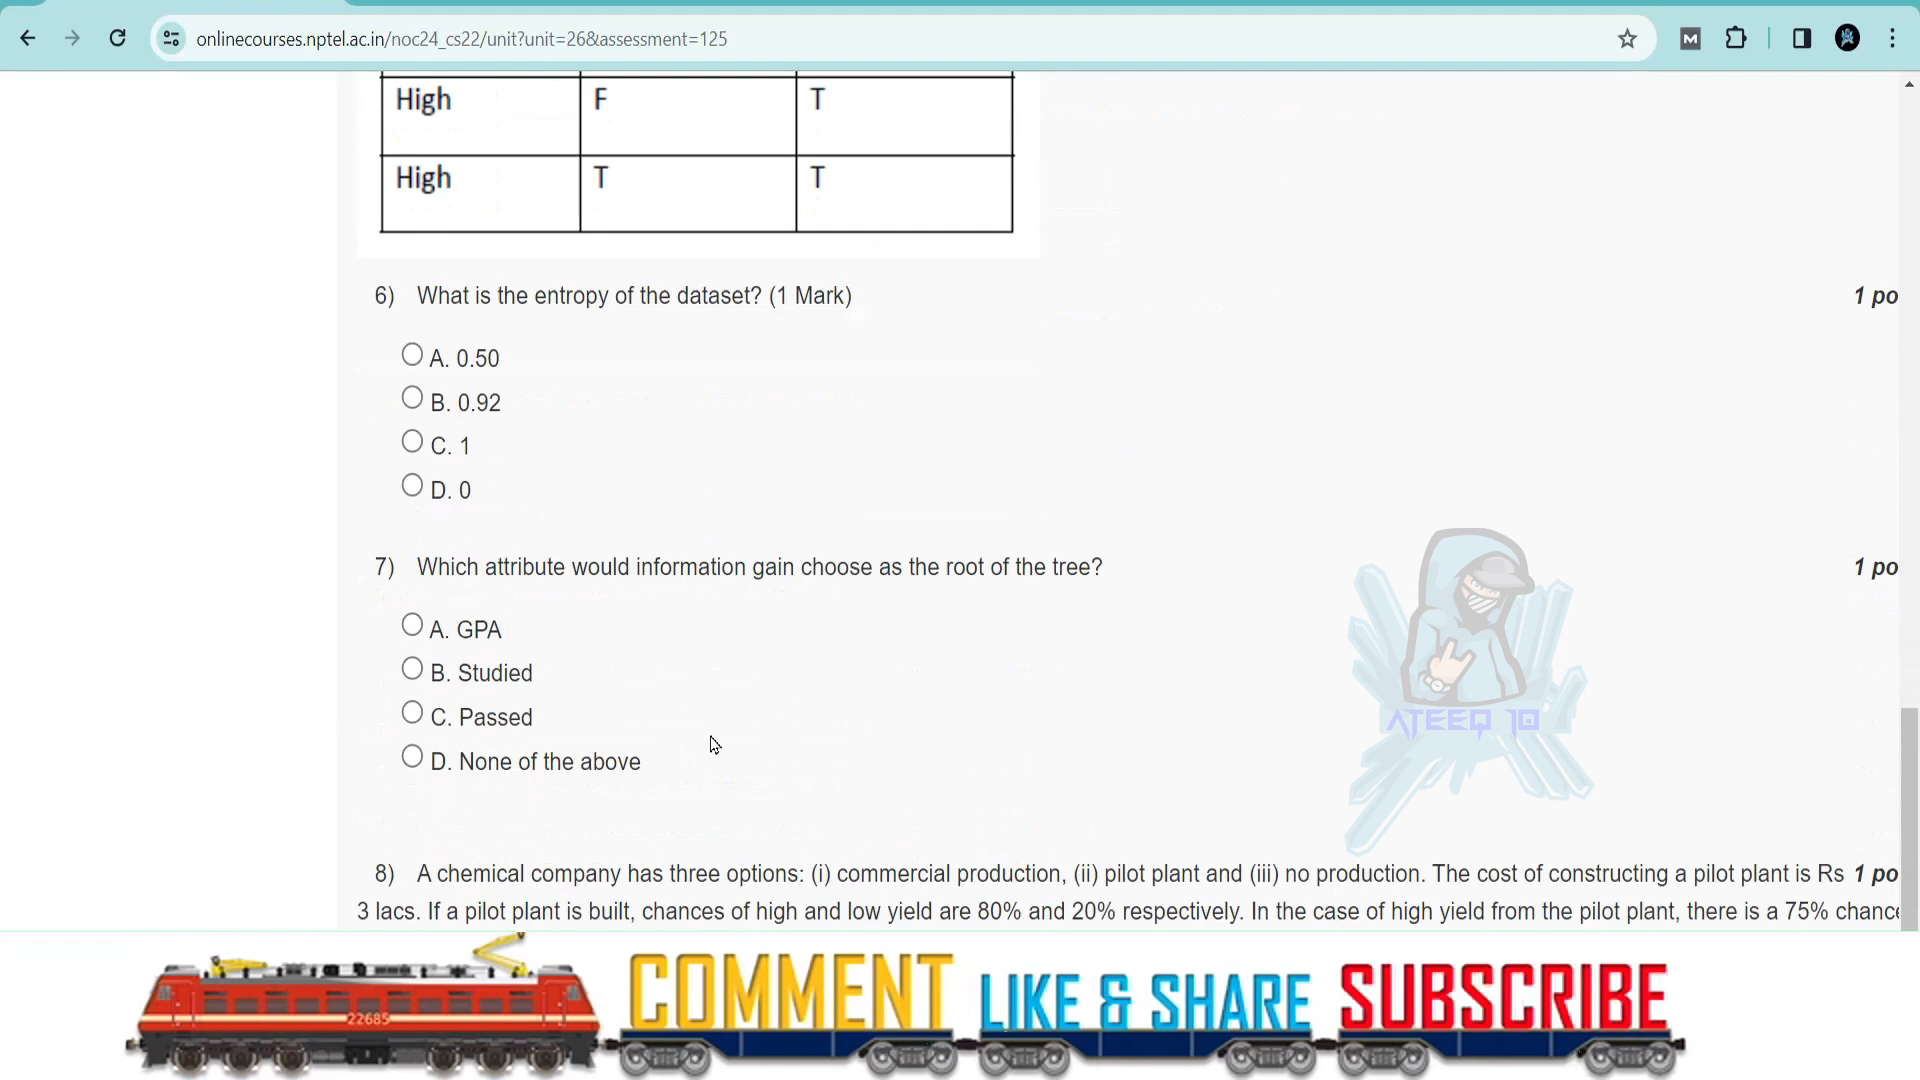 onlinecourses.nptel.ac.in/noc24_cs22/unit?unit=26&assessment=125
M
High F T
High T T
6) What is the entropy of the dataset? (1 Mark) 1 po
A. 0.50
B. 0.92
C. 1
D. 0
7) Which attribute would information gain choose as the root of the tree? 1 po
A. GPA
B. Studied
C. Passed
D. None of the above
ATEEQ 10
8) A chemical company has three options: (i) commercial production, (ii) pilot plant and (iii) no production. The cost of constructing a pilot plant is Rs 1 po
3 lacs. If a pilot plant is built, chances of high and low yield are 80% and 20% respectively. In the case of high yield from the pilot plant, there is a 75% chance
22685
COMMENT LIKE & SHARE SUBSCRIBE